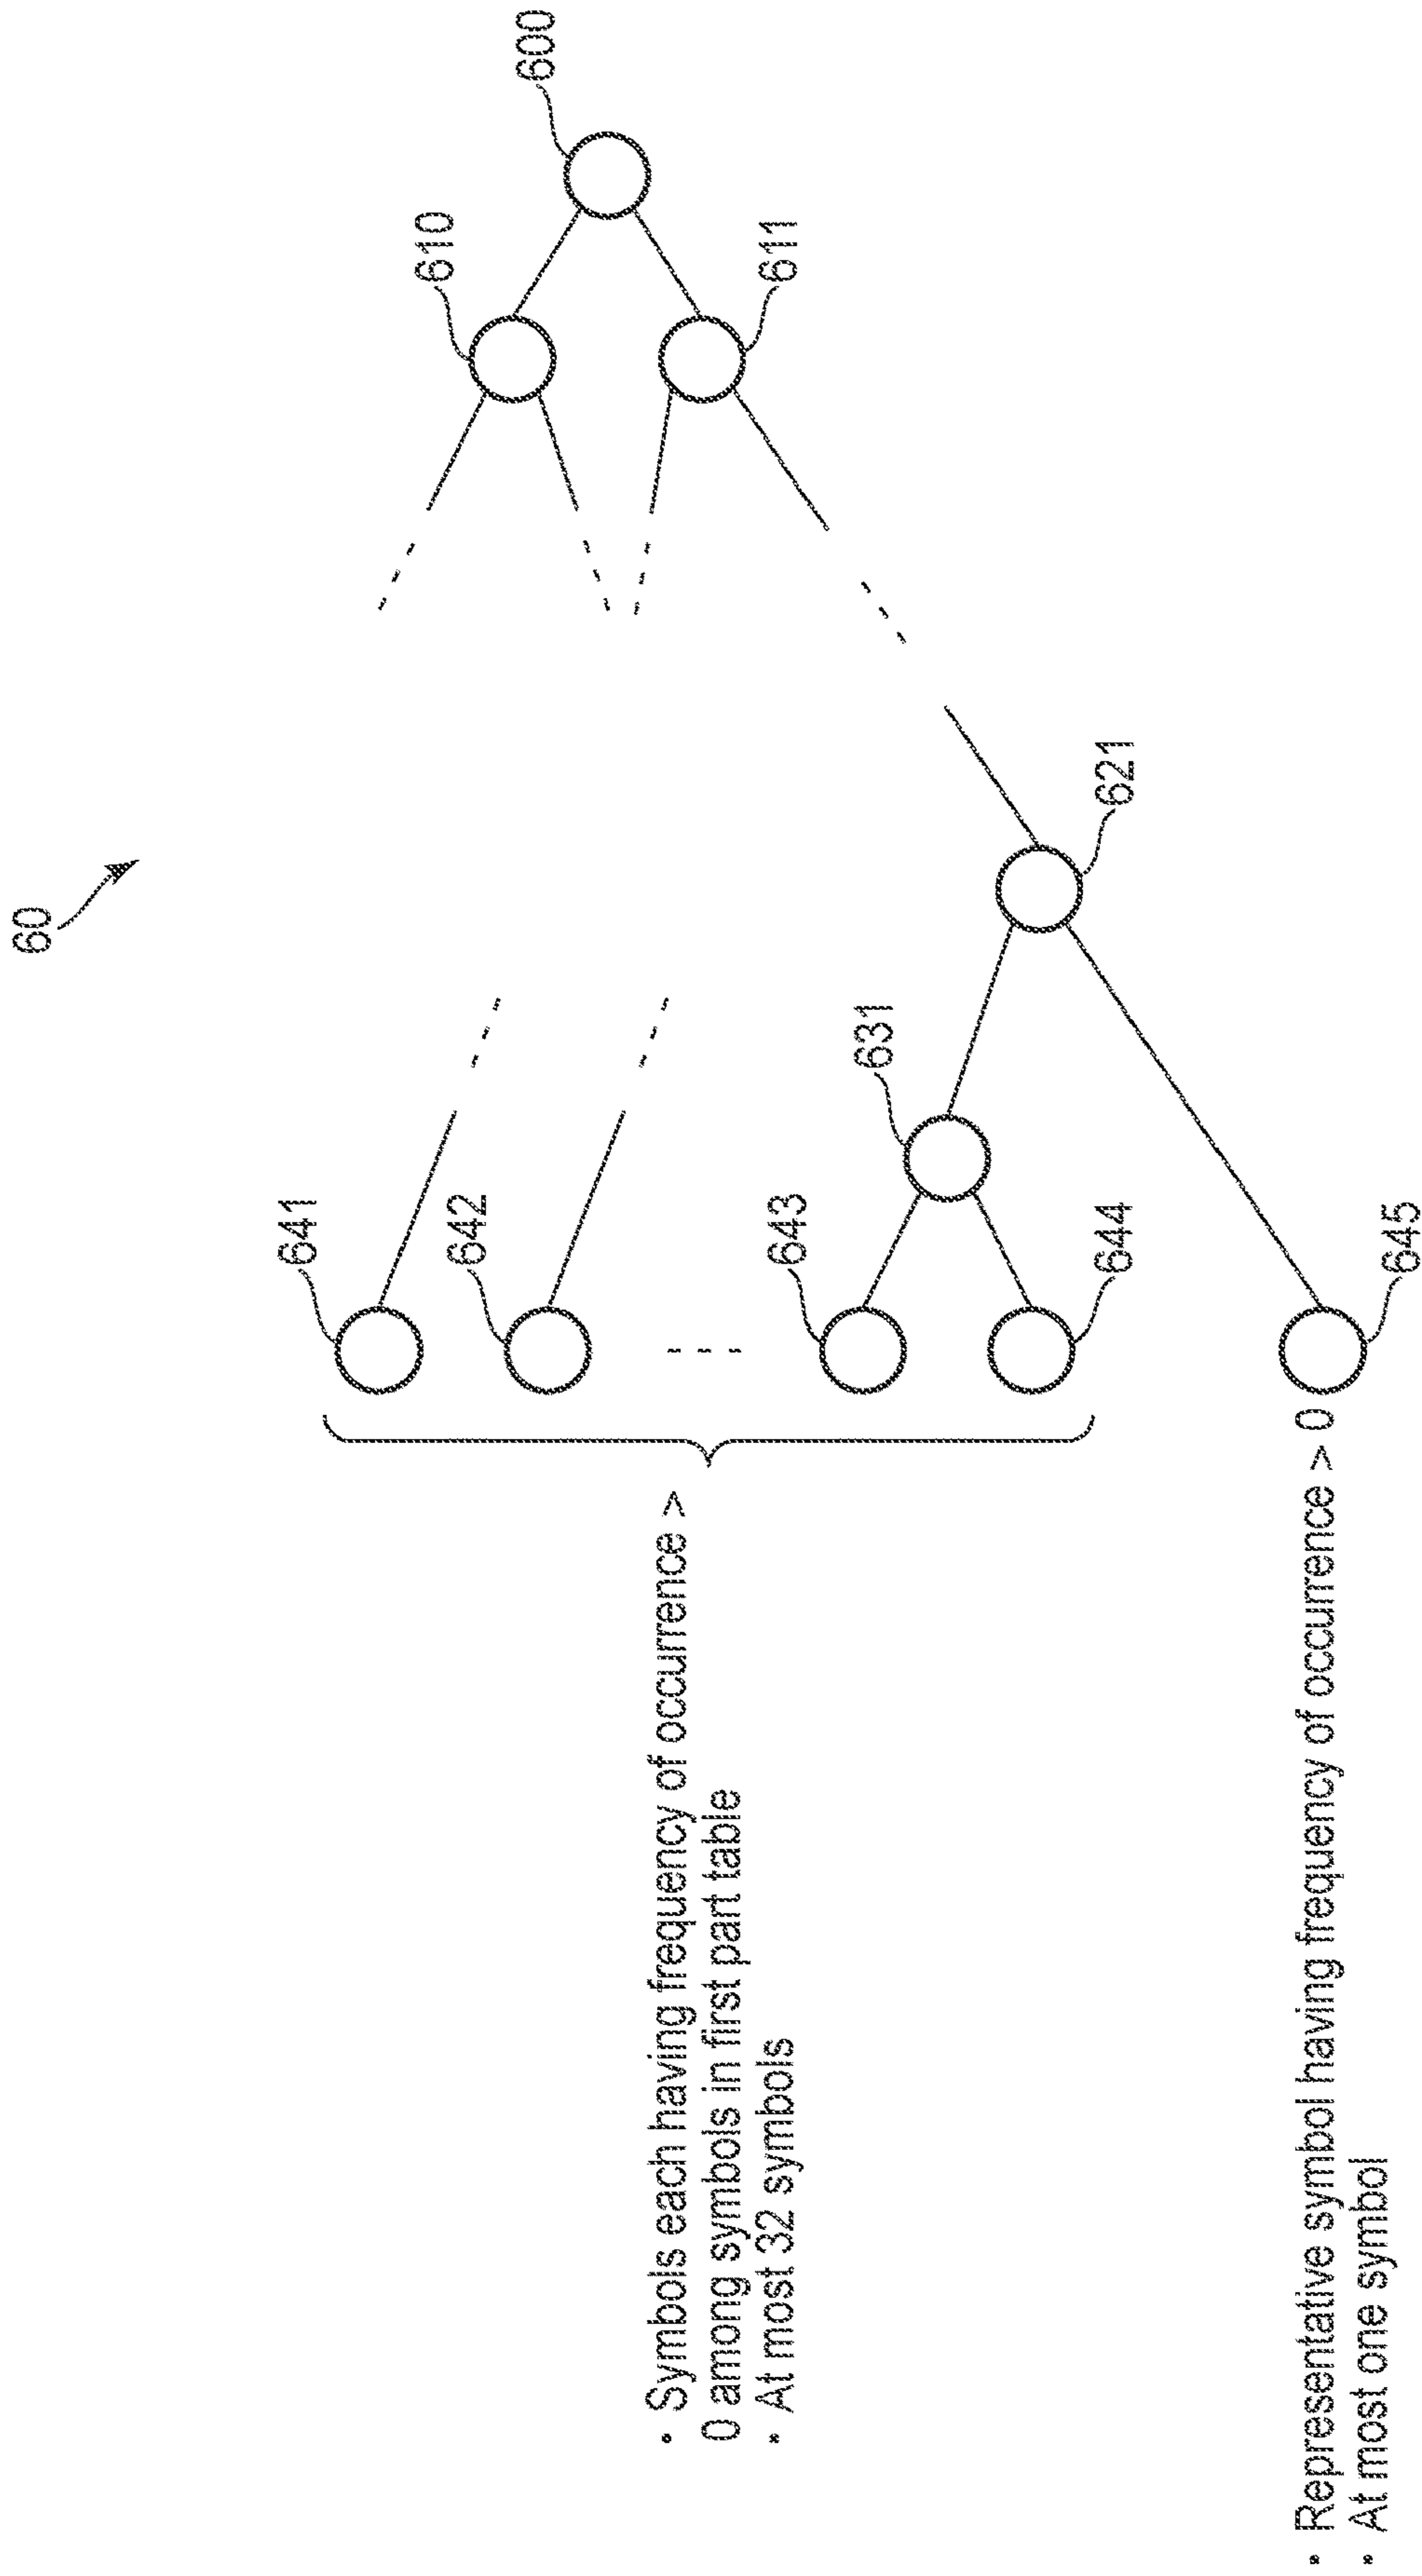 60
600
610
611
621
631
641
642
643
644
645
• Symbols each having frequency of occurrence >
0 among symbols in first part table
• At most 32 symbols
• Representative symbol having frequency of occurrence > 0
• At most one symbol